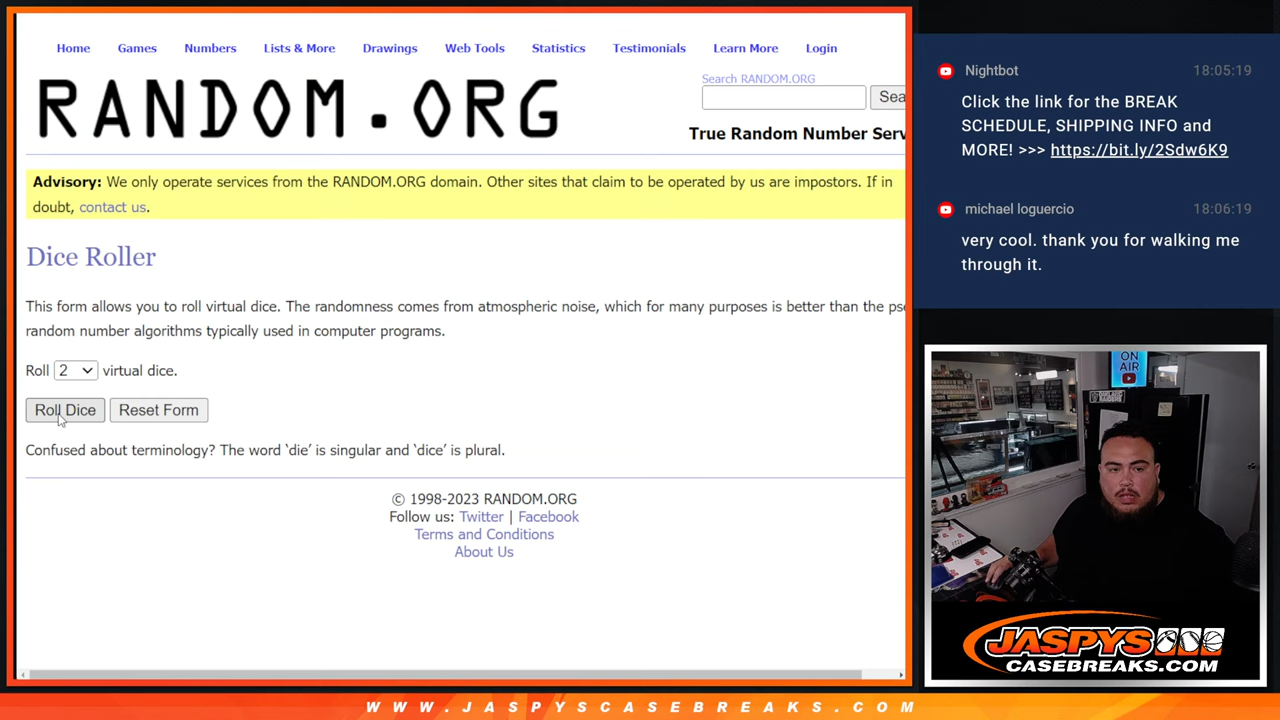 Home Games Numbers Lists & More Drawings Web Tools Statistics Testimonials Learn More Login
RANDOM.ORG
Search RANDOM.ORG
Sea
True Random Number Serv
Advisory: We only operate services from the RANDOM.ORG domain. Other sites that claim to be operated by us are impostors. If in
doubt, contact us.
Dice Roller
This form allows you to roll virtual dice. The randomness comes from atmospheric noise, which for many purposes is better than the pse
random number algorithms typically used in computer programs.
Roll 2 virtual dice.
Roll Dice Reset Form
Confused about terminology? The word ‘die’ is singular and ‘dice’ is plural.
© 1998-2023 RANDOM.ORG
Follow us: Twitter | Facebook
Terms and Conditions
About Us
Nightbot 18:05:19
Click the link for the BREAK
SCHEDULE, SHIPPING INFO and
MORE! >>> https://bit.ly/2Sdw6K9
michael loguercio 18:06:19
very cool. thank you for walking me
through it.
ON
AIR
JASPYS
CASEBREAKS.COM
WWW.JASPYSCASEBREAKS.COM